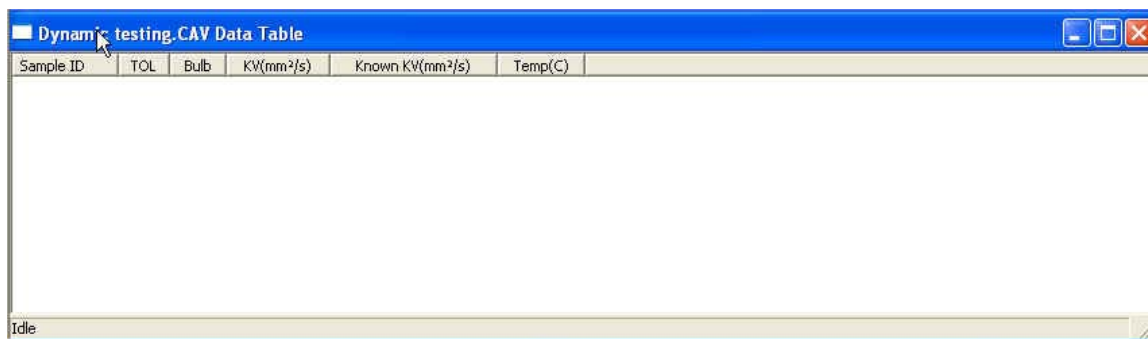 Dynamic testing.CAV Data Table
Sample ID TOL Bulb KV(mm²/s) Known KV(mm²/s) Temp(C)
Idle